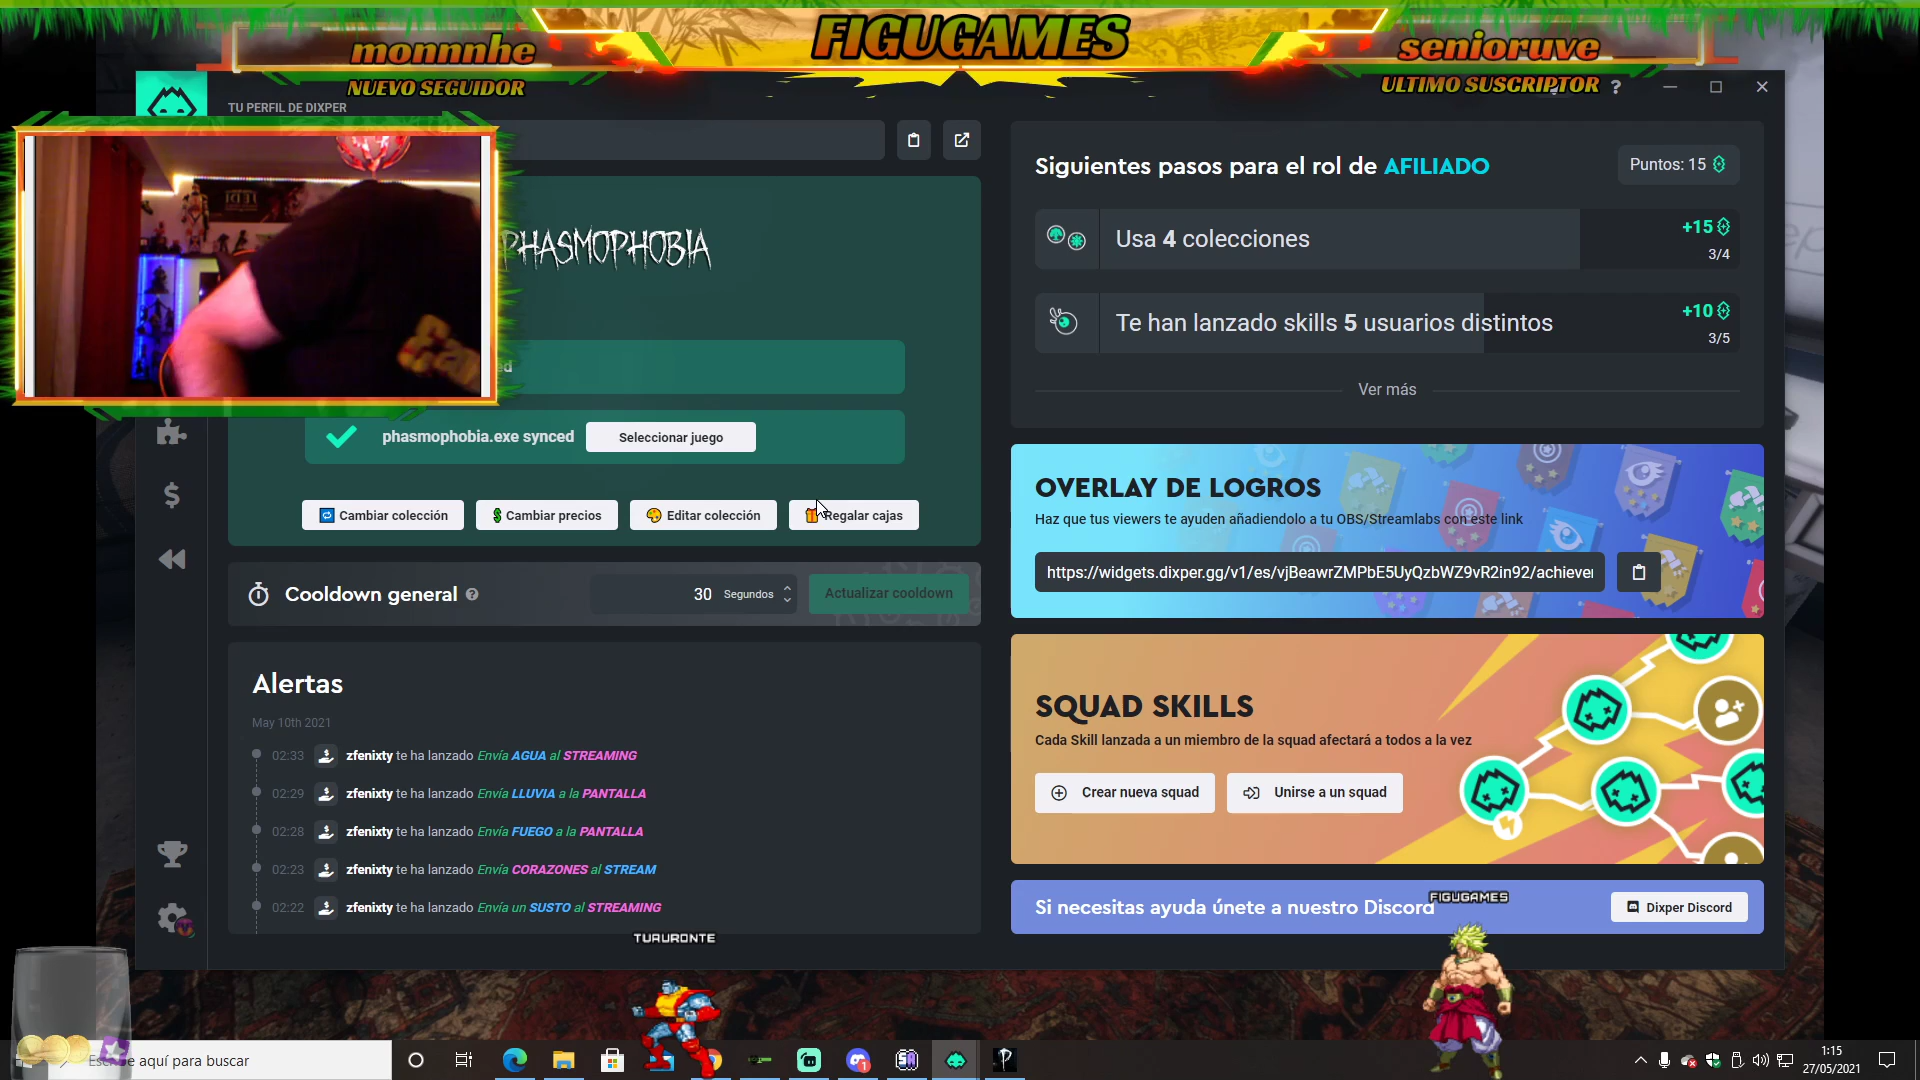 FIGUGAMES
monnnhe
NUEVO SEGUIDOR
senioruve
ULTIMO SUSCRIPTOR
?
TU PERFIL DE DIXPER
PHASMOPHOBIA
phasmophobia.exe synced
Seleccionar juego
Cambiar colección
Cambiar precios
Editar colección
Regalar cajas
Cooldown general
30 Segundos
Actualizar cooldown
Alertas
May 10th 2021
02:33 zfenixty te ha lanzado Envía AGUA al STREAMING
02:29 zfenixty te ha lanzado Envía LLUVIA a la PANTALLA
02:28 zfenixty te ha lanzado Envía FUEGO a la PANTALLA
02:23 zfenixty te ha lanzado Envía CORAZONES al STREAM
02:22 zfenixty te ha lanzado Envía un SUSTO al STREAMING
TURURONTE
Siguientes pasos para el rol de AFILIADO
Puntos: 15
Usa 4 colecciones
+15
3/4
Te han lanzado skills 5 usuarios distintos
+10
3/5
Ver más
OVERLAY DE LOGROS
Haz que tus viewers te ayuden añadiendolo a tu OBS/Streamlabs con este link
https://widgets.dixper.gg/v1/es/vjBeawrZMPbE5UyQzbWZ9vR2in92/achieve
SQUAD SKILLS
Cada Skill lanzada a un miembro de la squad afectará a todos a la vez
Crear nueva squad
Unirse a un squad
FIGUGAMES
Si necesitas ayuda únete a nuestro Discord
Dixper Discord
aquí para buscar
1:15
27/05/2021